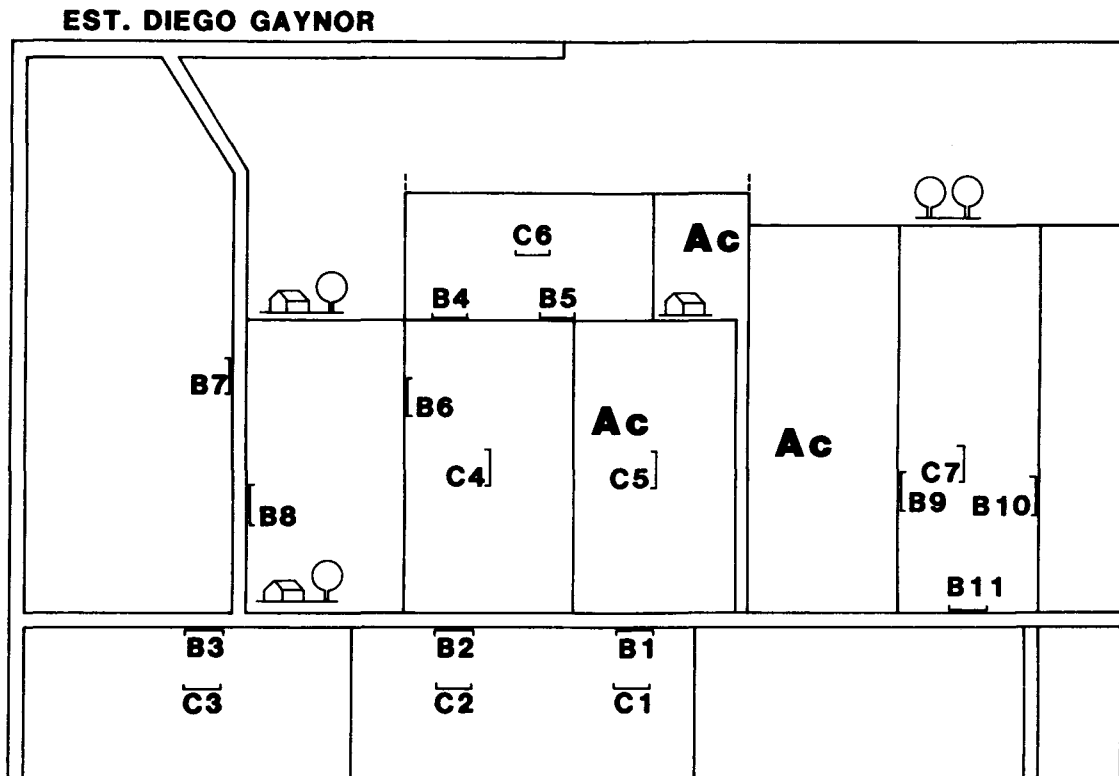 EST. DIEGO GAYNOR
C6
Ac
B4
B5
B7
B6
Ac
Ac
C4
C5
C7
B8
B9
B10
B11
B3
B2
B1
C3
C2
C1